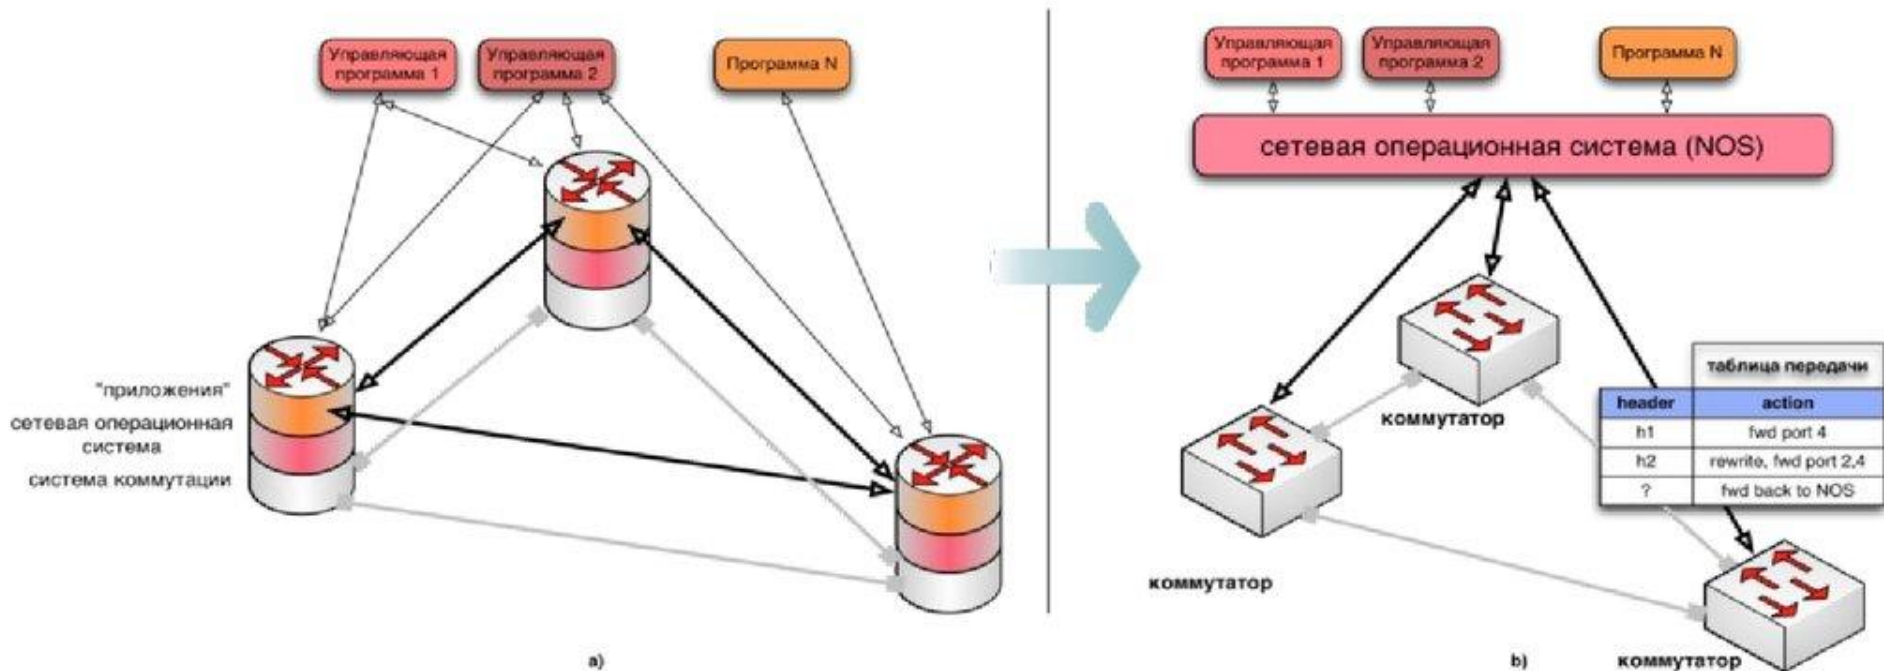 Управляющая
программа 1
Управляющая
программа 2
Программа N
"приложения"
сетевая операционная
система
система коммутации
a)
Управляющая
программа 1
Управляющая
программа 2
Программа N
сетевая операционная система (NOS)
коммутатор
таблица передачи
header action
h1 fwd port 4
h2 rewrite, fwd port 2,4
? fwd back to NOS
коммутатор
коммутатор
b)